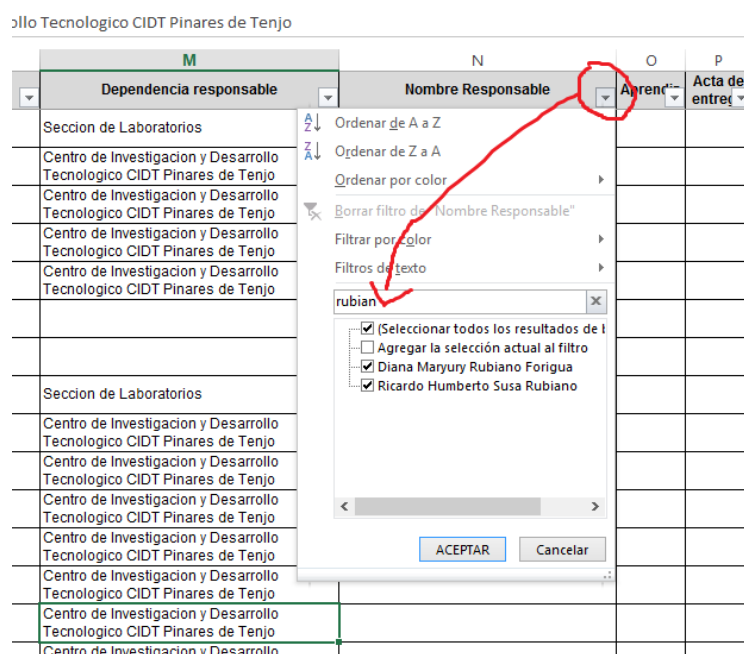 ollo Tecnologico CIDT Pinares de Tenjo
M
N
O
P
Dependencia responsable
Nombre Responsable
Acta de
entre
Seccion de Laboratorios
Centro de Investigacion y Desarrollo
Tecnologico CIDT Pinares de Tenjo
Centro de Investigacion y Desarrollo
Tecnologico CIDT Pinares de Tenjo
Centro de Investigacion y Desarrollo
Tecnologico CIDT Pinares de Tenjo
Centro de Investigacion y Desarrollo
Tecnologico CIDT Pinares de Tenjo
Seccion de Laboratorios
Centro de Investigacion y Desarrollo
Tecnologico CIDT Pinares de Tenjo
Centro de Investigacion y Desarrollo
Tecnologico CIDT Pinares de Tenjo
Centro de Investigacion y Desarrollo
Tecnologico CIDT Pinares de Tenjo
Centro de Investigacion y Desarrollo
Tecnologico CIDT Pinares de Tenjo
Centro de Investigacion y Desarrollo
Tecnologico CIDT Pinares de Tenjo
Centro de Investigacion y Desarrollo
Tecnologico CIDT Pinares de Tenjo
Centro de Investigacion y Desarrollo
Ordenar de A a Z
Ordenar de Z a A
Ordenar por color
Borrar filtro de "Nombre Responsable"
Filtrar por color
Filtros de texto
rubian
(Seleccionar todos los resultados de b
Agregar la selección actual al filtro
Diana Maryury Rubiano Forigua
Ricardo Humberto Susa Rubiano
ACEPTAR
Cancelar